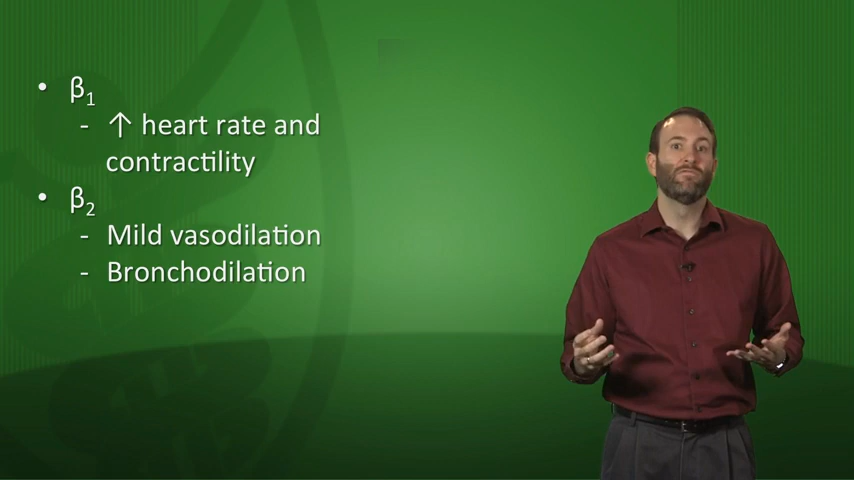 • β₁
- ↑ heart rate and
contractility
• β₂
- Mild vasodilation
- Bronchodilation